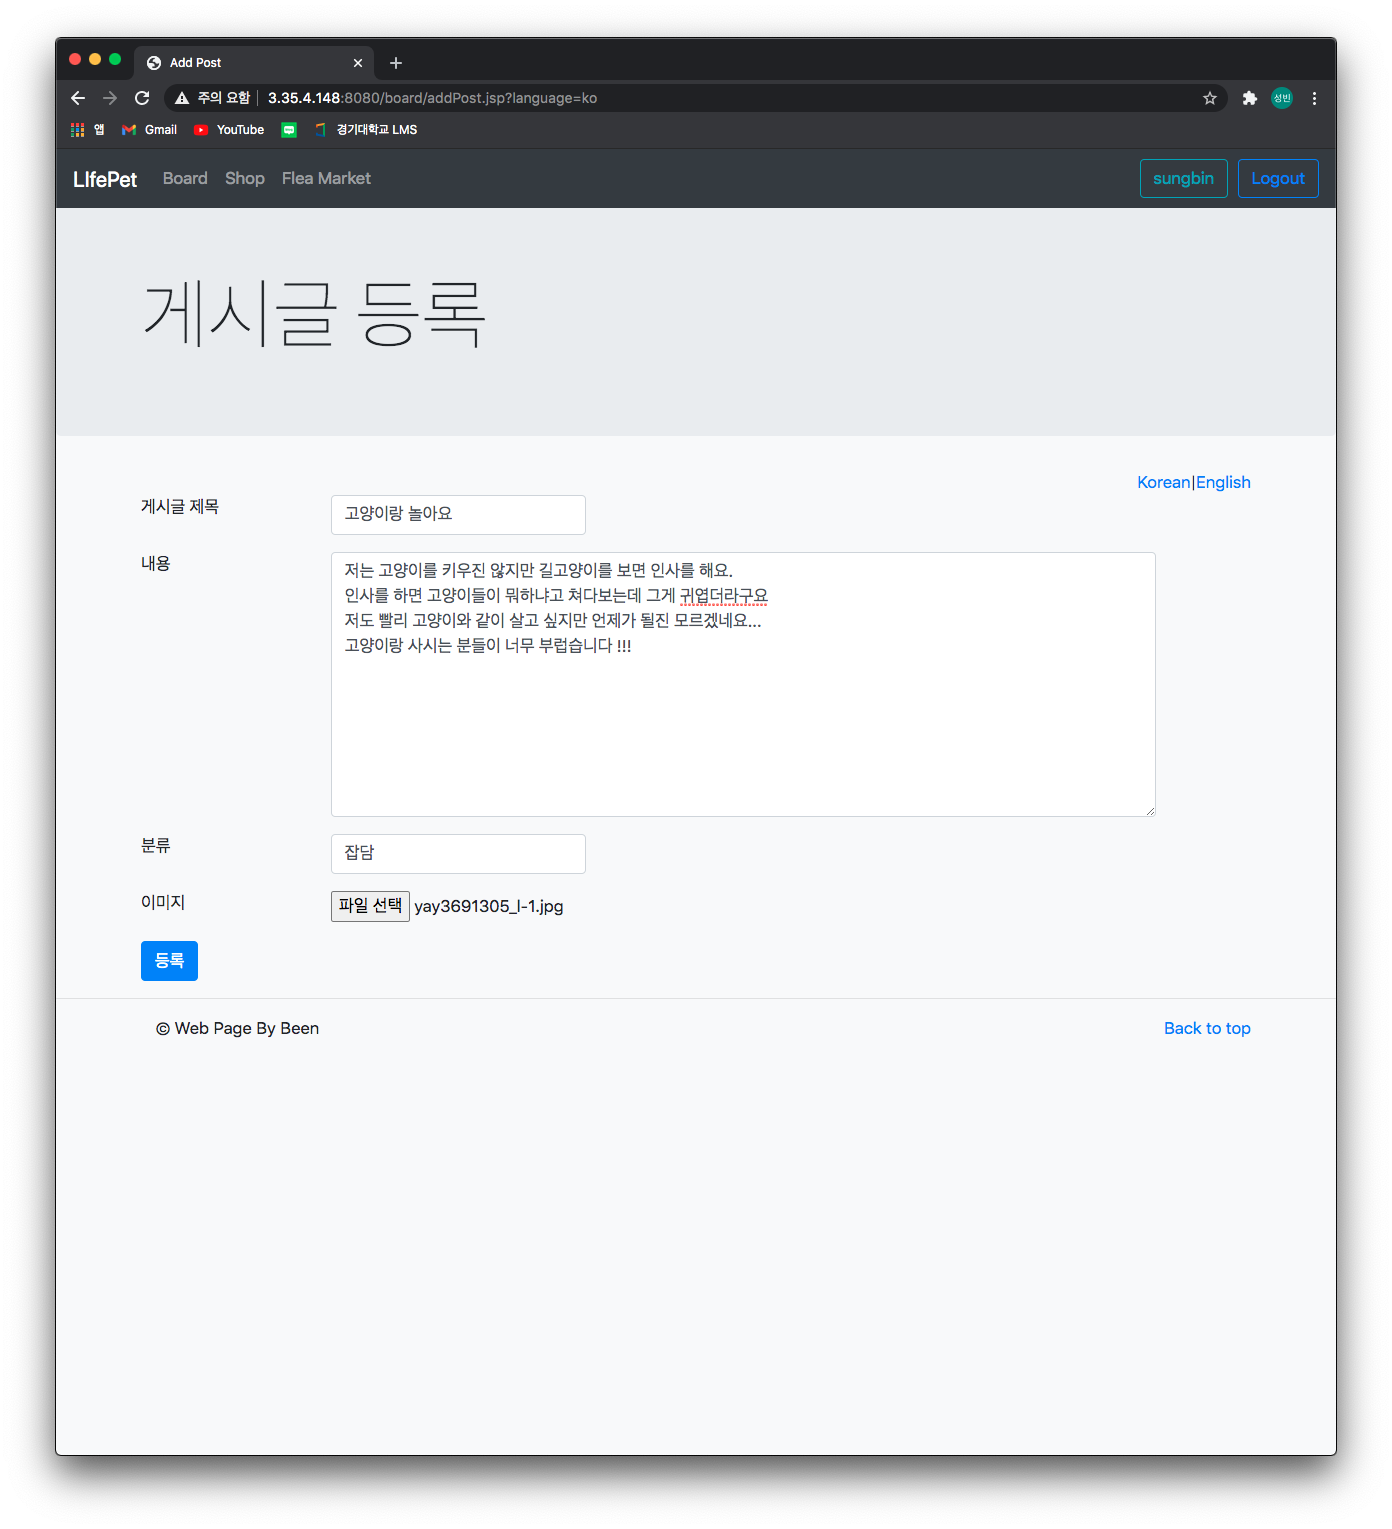 Add Post
주의 요함 3.35.4.148:8080/board/addPost.jsp?language=ko
성빈
앱 Gmail YouTube 경기대학교 LMS
LIfePet Board Shop Flea Market sungbin Logout
게시글 등록
Korean|English
게시글 제목 고양이랑 놀아요
내용
저는 고양이를 키우진 않지만 길고양이를 보면 인사를 해요.
인사를 하면 고양이들이 뭐하냐고 쳐다보는데 그게 귀엽더라구요
저도 빨리 고양이와 같이 살고 싶지만 언제가 될진 모르겠네요...
고양이랑 사시는 분들이 너무 부럽습니다 !!!
분류 잡담
이미지 파일 선택 yay3691305_l-1.jpg
등록
© Web Page By Been Back to top